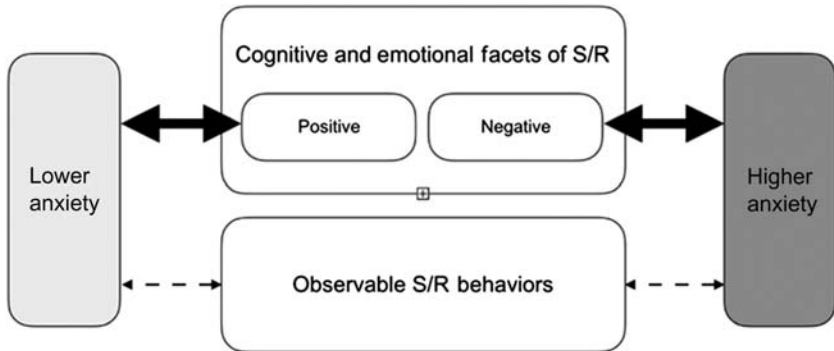 Cognitive and emotional facets of S/R
Positive
Negative
Lower
anxiety
Higher
anxiety
Observable S/R behaviors